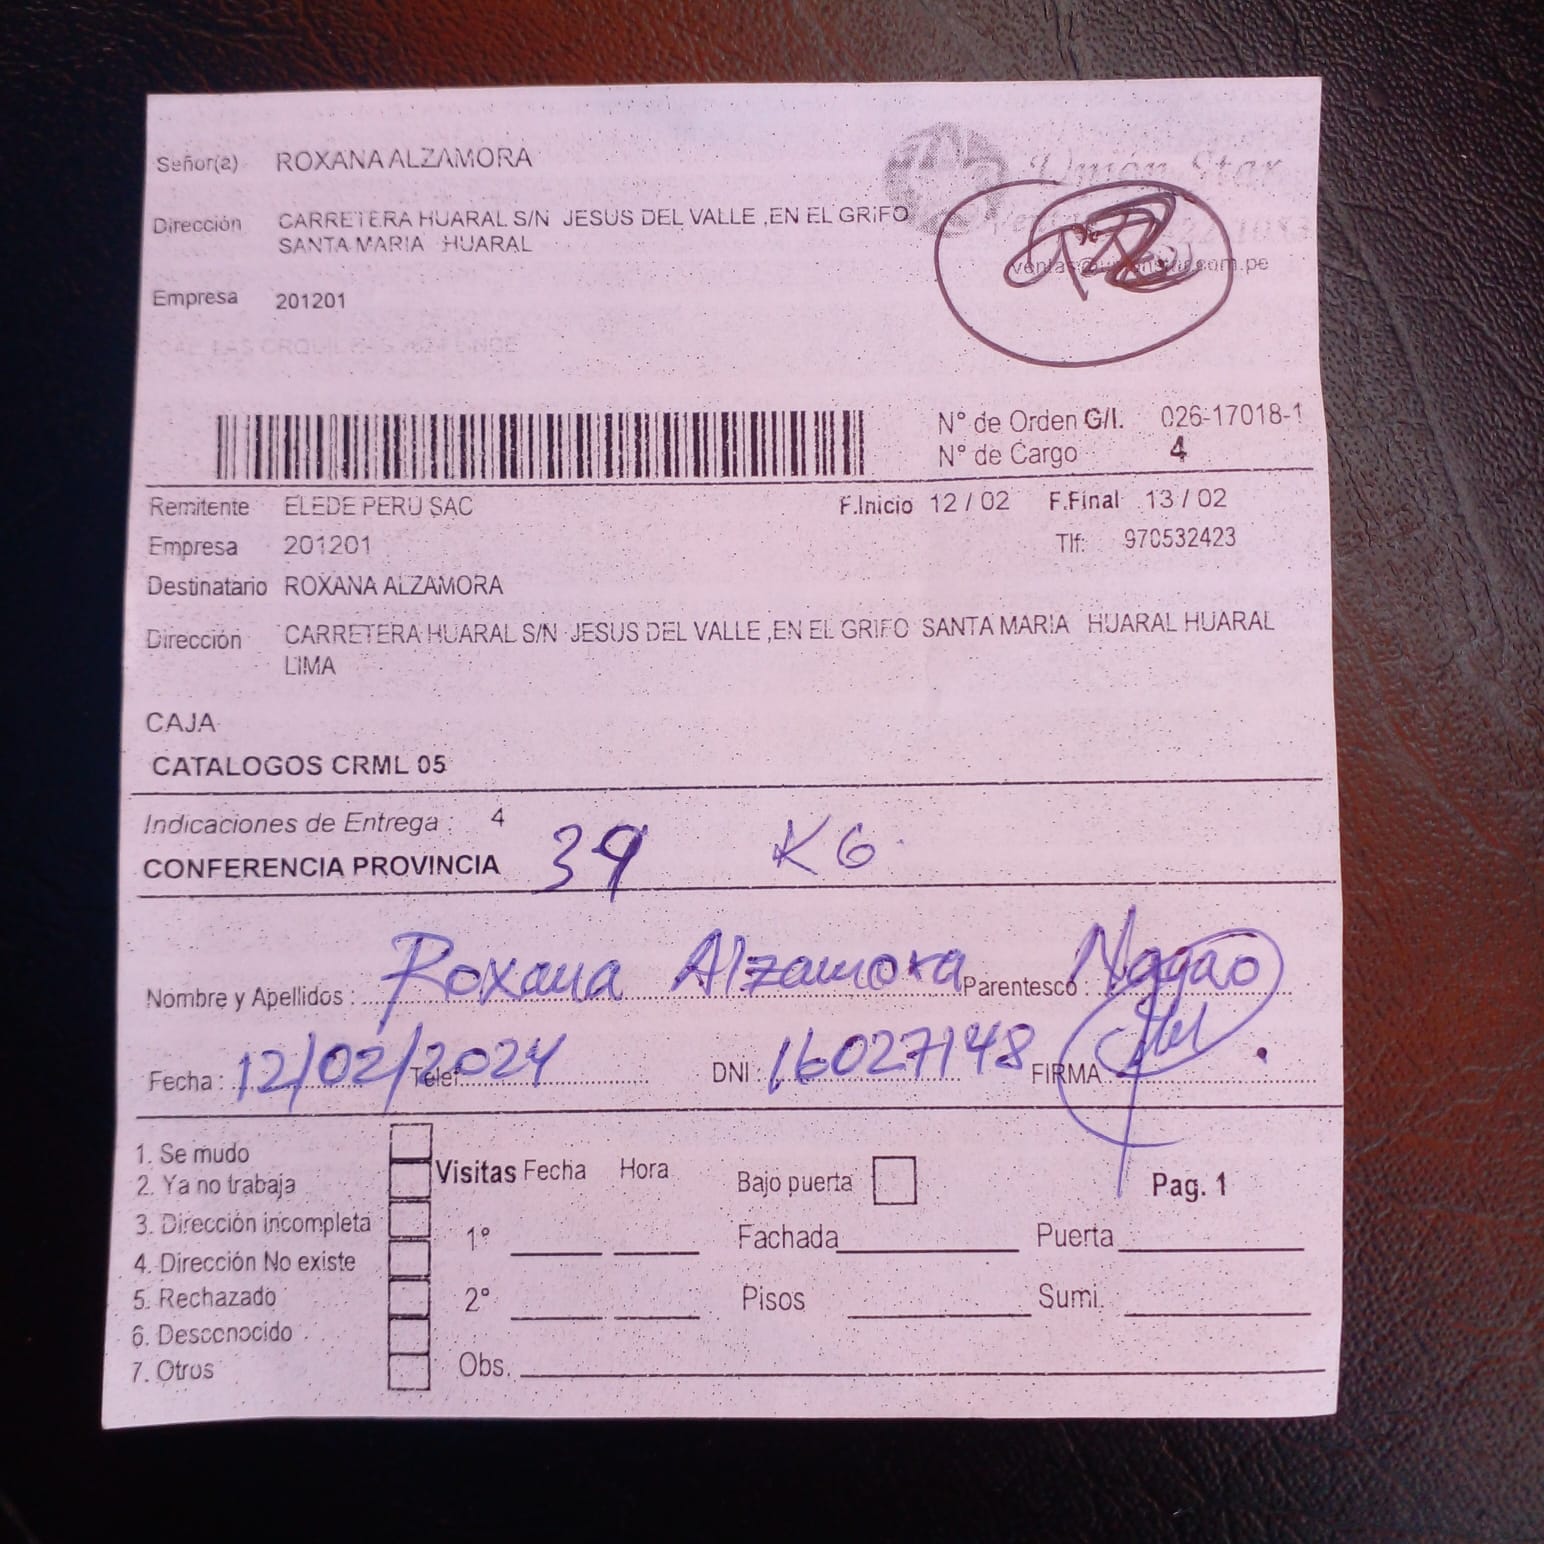 Señor(a) ROXANA ALZAMORA
Unión Star
Dirección CARRETERA HUARAL S/N JESUS DEL VALLE ,EN EL GRIFO
SANTA MARIA HUARAL
Empresa 201201
N° de Orden G/I. 026-17018-1
N° de Cargo 4
Remitente ELEDE PERU SAC F.Inicio 12 / 02 F.Final 13 / 02
Empresa 201201 Tlf: 970532423
Destinatario ROXANA ALZAMORA
Dirección CARRETERA HUARAL S/N JESUS DEL VALLE ,EN EL GRIFO SANTA MARIA HUARAL HUARAL
LIMA
CAJA
CATALOGOS CRML 05
Indicaciones de Entrega : 4
CONFERENCIA PROVINCIA 39 KG.
Nombre y Apellidos : Roxana Alzamora Parentesco : Nagao
Fecha : 12/02/2024 Telef. DNI : 16027148 FIRMA
1. Se mudo
2. Ya no trabaja
3. Dirección incompleta
4. Dirección No existe
5. Rechazado
6. Desconocido
7. Otros
Visitas Fecha Hora Bajo puerta Pag. 1
1° Fachada Puerta
2° Pisos Sumi.
Obs.